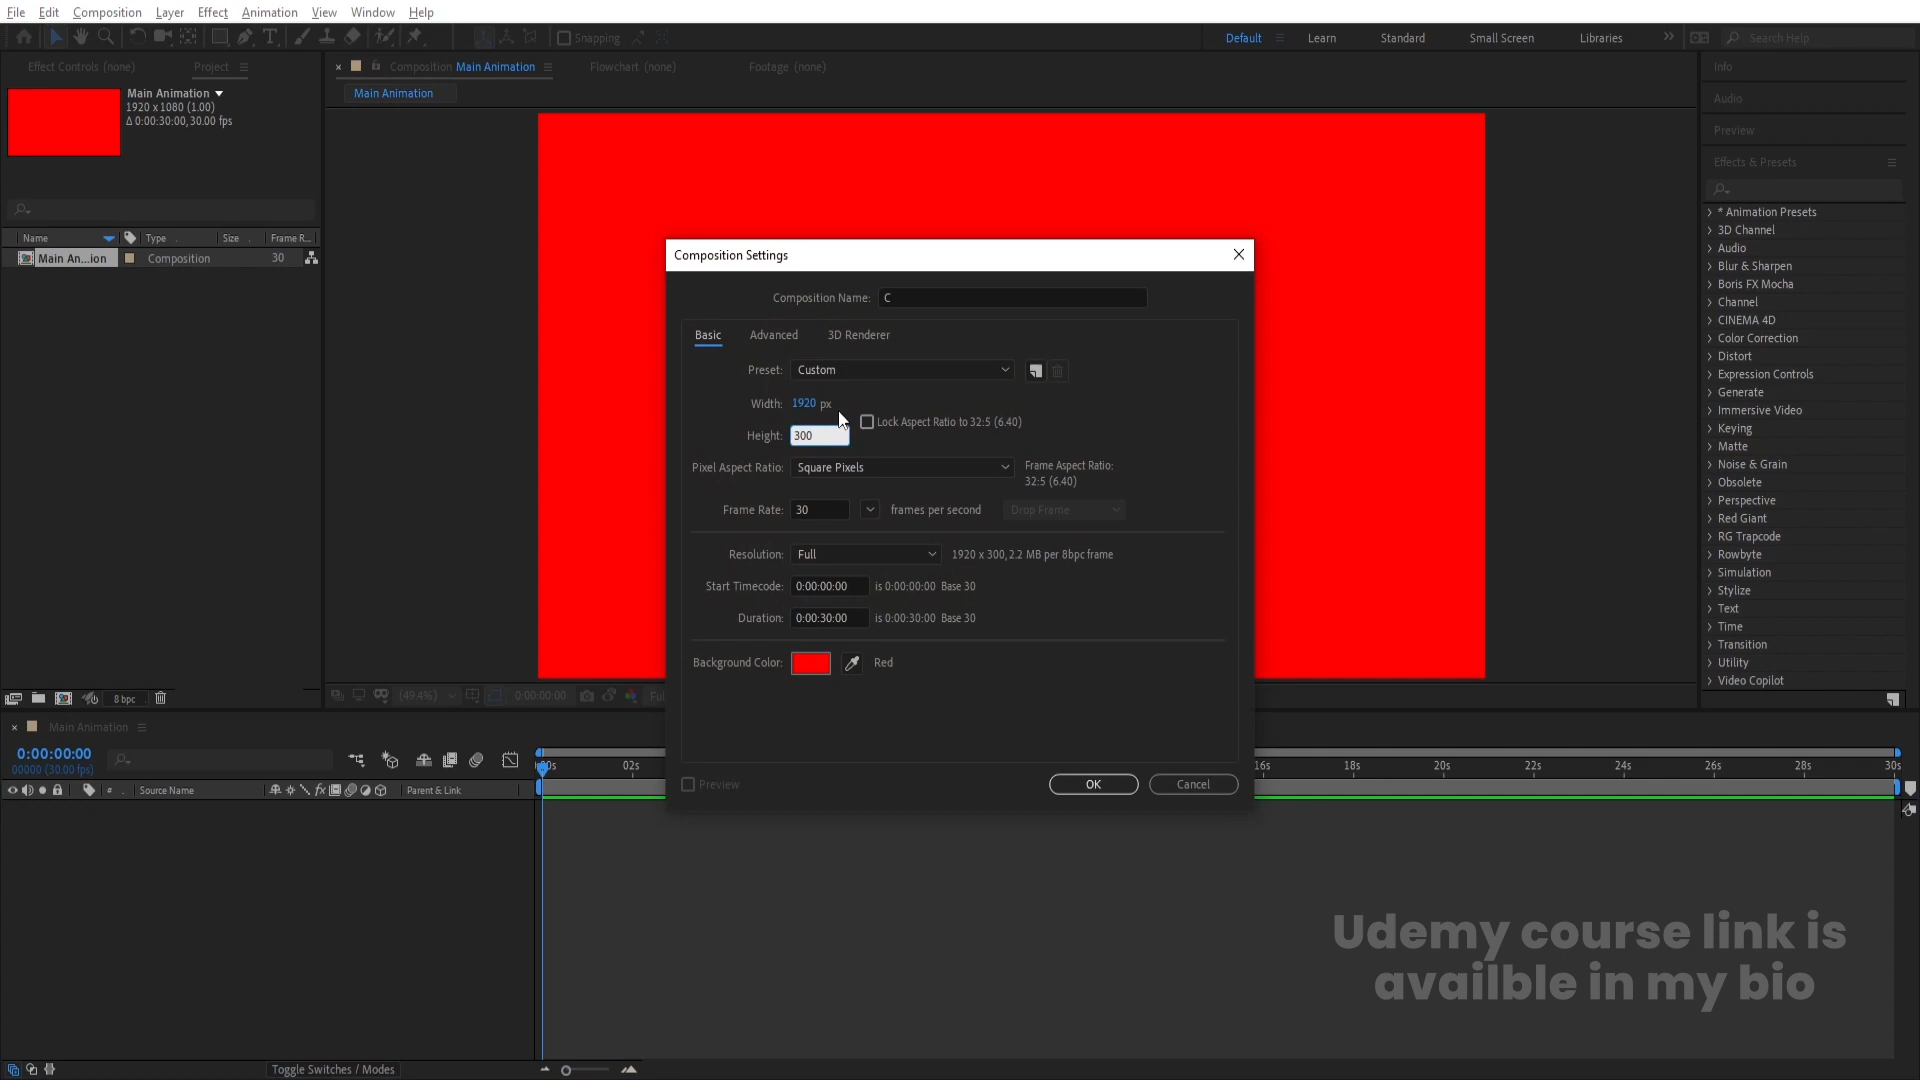 File Edit Composition Layer Effect Animation View Window Help
Snapping
Default Learn Standard Small Screen Libraries Search Help
Effect Controls (none) Project
Composition Main Animation Flowchart (none) Footage (none)
Main Animation
Main Animation
1920 x 1080 (1.00)
Δ 0:00:30:00, 30.00 fps
Name Type Size Frame R...
Main An...ion Composition 30
Info
Audio
Preview
Effects & Presets
* Animation Presets
3D Channel
Audio
Blur & Sharpen
Boris FX Mocha
Channel
CINEMA 4D
Color Correction
Distort
Expression Controls
Generate
Immersive Video
Keying
Matte
Noise & Grain
Obsolete
Perspective
Red Giant
RG Trapcode
Rowbyte
Simulation
Stylize
Text
Time
Transition
Utility
Video Copilot
Composition Settings
Composition Name: C
Basic Advanced 3D Renderer
Preset: Custom
Width: 1920 px
Lock Aspect Ratio to 32:5 (6.40)
Height: 300
Pixel Aspect Ratio: Square Pixels
Frame Aspect Ratio:
32:5 (6.40)
Frame Rate: 30 frames per second Drop Frame
Resolution: Full 1920 x 300, 2.2 MB per 8bpc frame
Start Timecode: 0:00:00:00 is 0:00:00:00 Base 30
Duration: 0:00:30:00 is 0:00:30:00 Base 30
Background Color: Red
Preview OK Cancel
8 bpc
(49.4%) 0:00:00:00 Ful
Main Animation
0:00:00:00
00000 (30.00 fps)
02s 16s 18s 20s 22s 24s 26s 28s 30s
# Source Name Parent & Link
Udemy course link is
availble in my bio
Toggle Switches / Modes